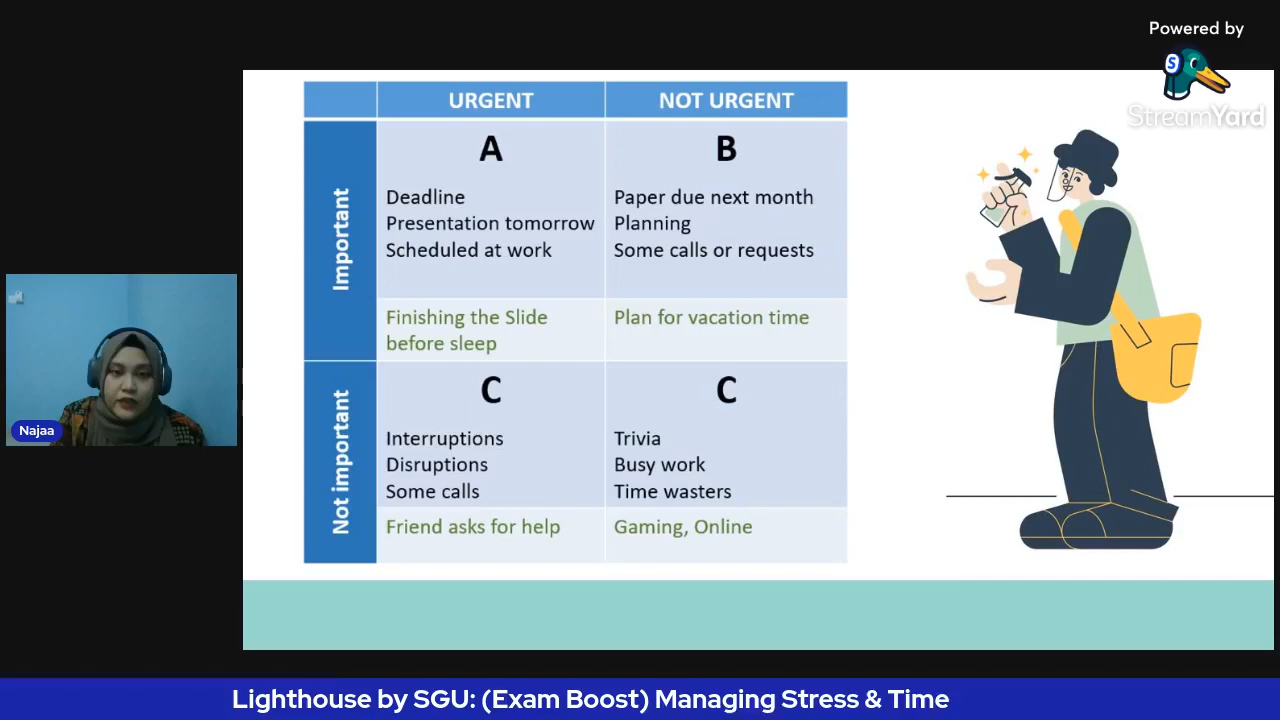 Powered by
S
StreamYard
URGENT
NOT URGENT
Important
A
Deadline
Presentation tomorrow
Scheduled at work
B
Paper due next month
Planning
Some calls or requests
Finishing the Slide
before sleep
Plan for vacation time
Not important
C
Interruptions
Disruptions
Some calls
C
Trivia
Busy work
Time wasters
Friend asks for help
Gaming, Online
Najaa
Lighthouse by SGU: (Exam Boost) Managing Stress & Time